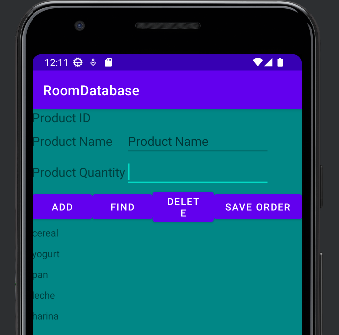 12:11
RoomDatabase
Product ID
Product Name Product Name
Product Quantity
ADD FIND DELET
E SAVE ORDER
cereal
yogurt
pan
leche
harina